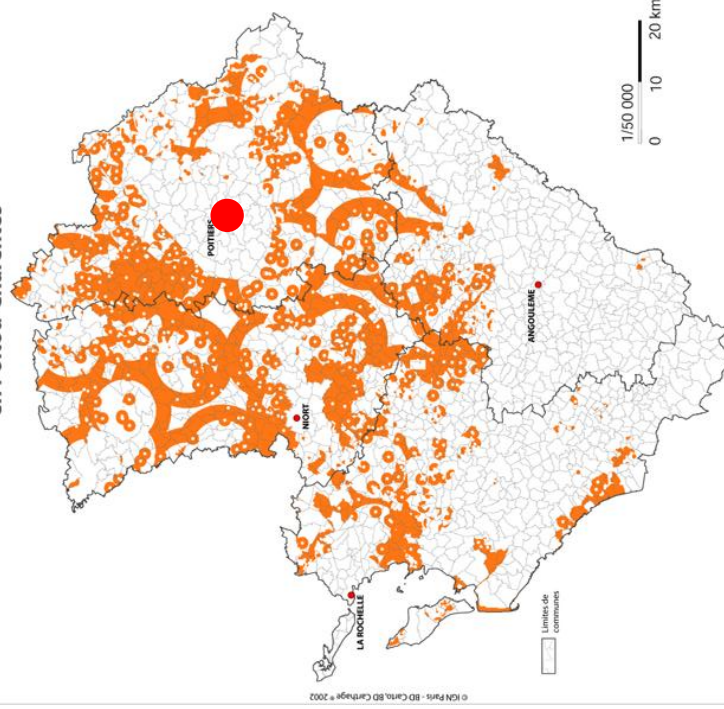 POITIERS
NIORT
ANGOULEME
LA ROCHELLE
1/50 000
0 10 20 km
Limites de
communes
© IGN Paris - BD-Carto, BD Carthage ® 2002